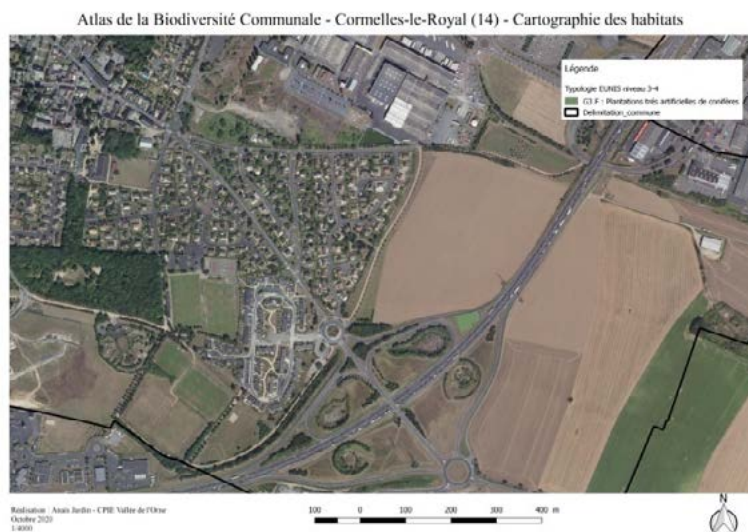 Atlas de la Biodiversité Communale - Cormelles-le-Royal (14) - Cartographie des habitats
Légende
Typologie EUNIS niveau 3-4
G3.F : Plantations très artificielles de conifères
Délimitation_commune
Réalisation : Anaïs Jardin - CPIE Vallée de l'Orne
Octobre 2020
1:4000
100 0 100 200 300 400 m
N